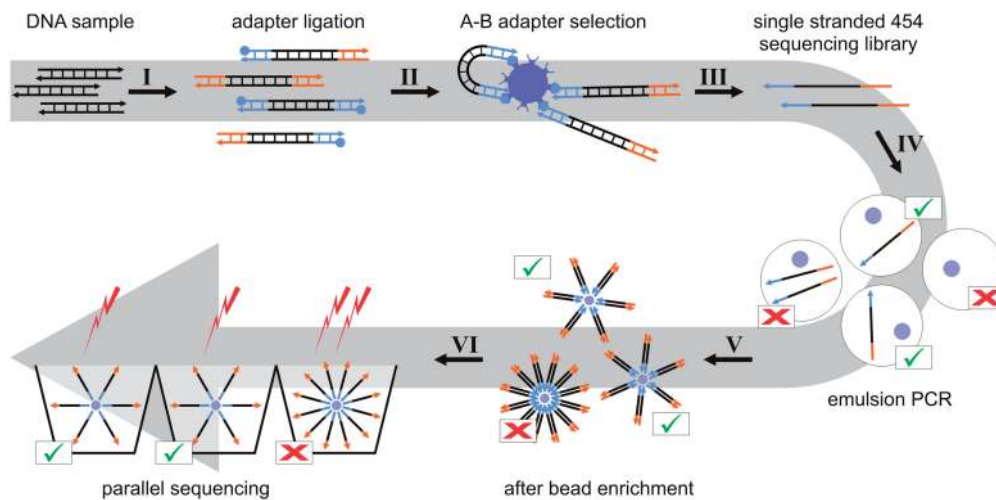 DNA sample
adapter ligation
A-B adapter selection
single stranded 454
sequencing library
I
II
III
IV
emulsion PCR
V
VI
after bead enrichment
parallel sequencing